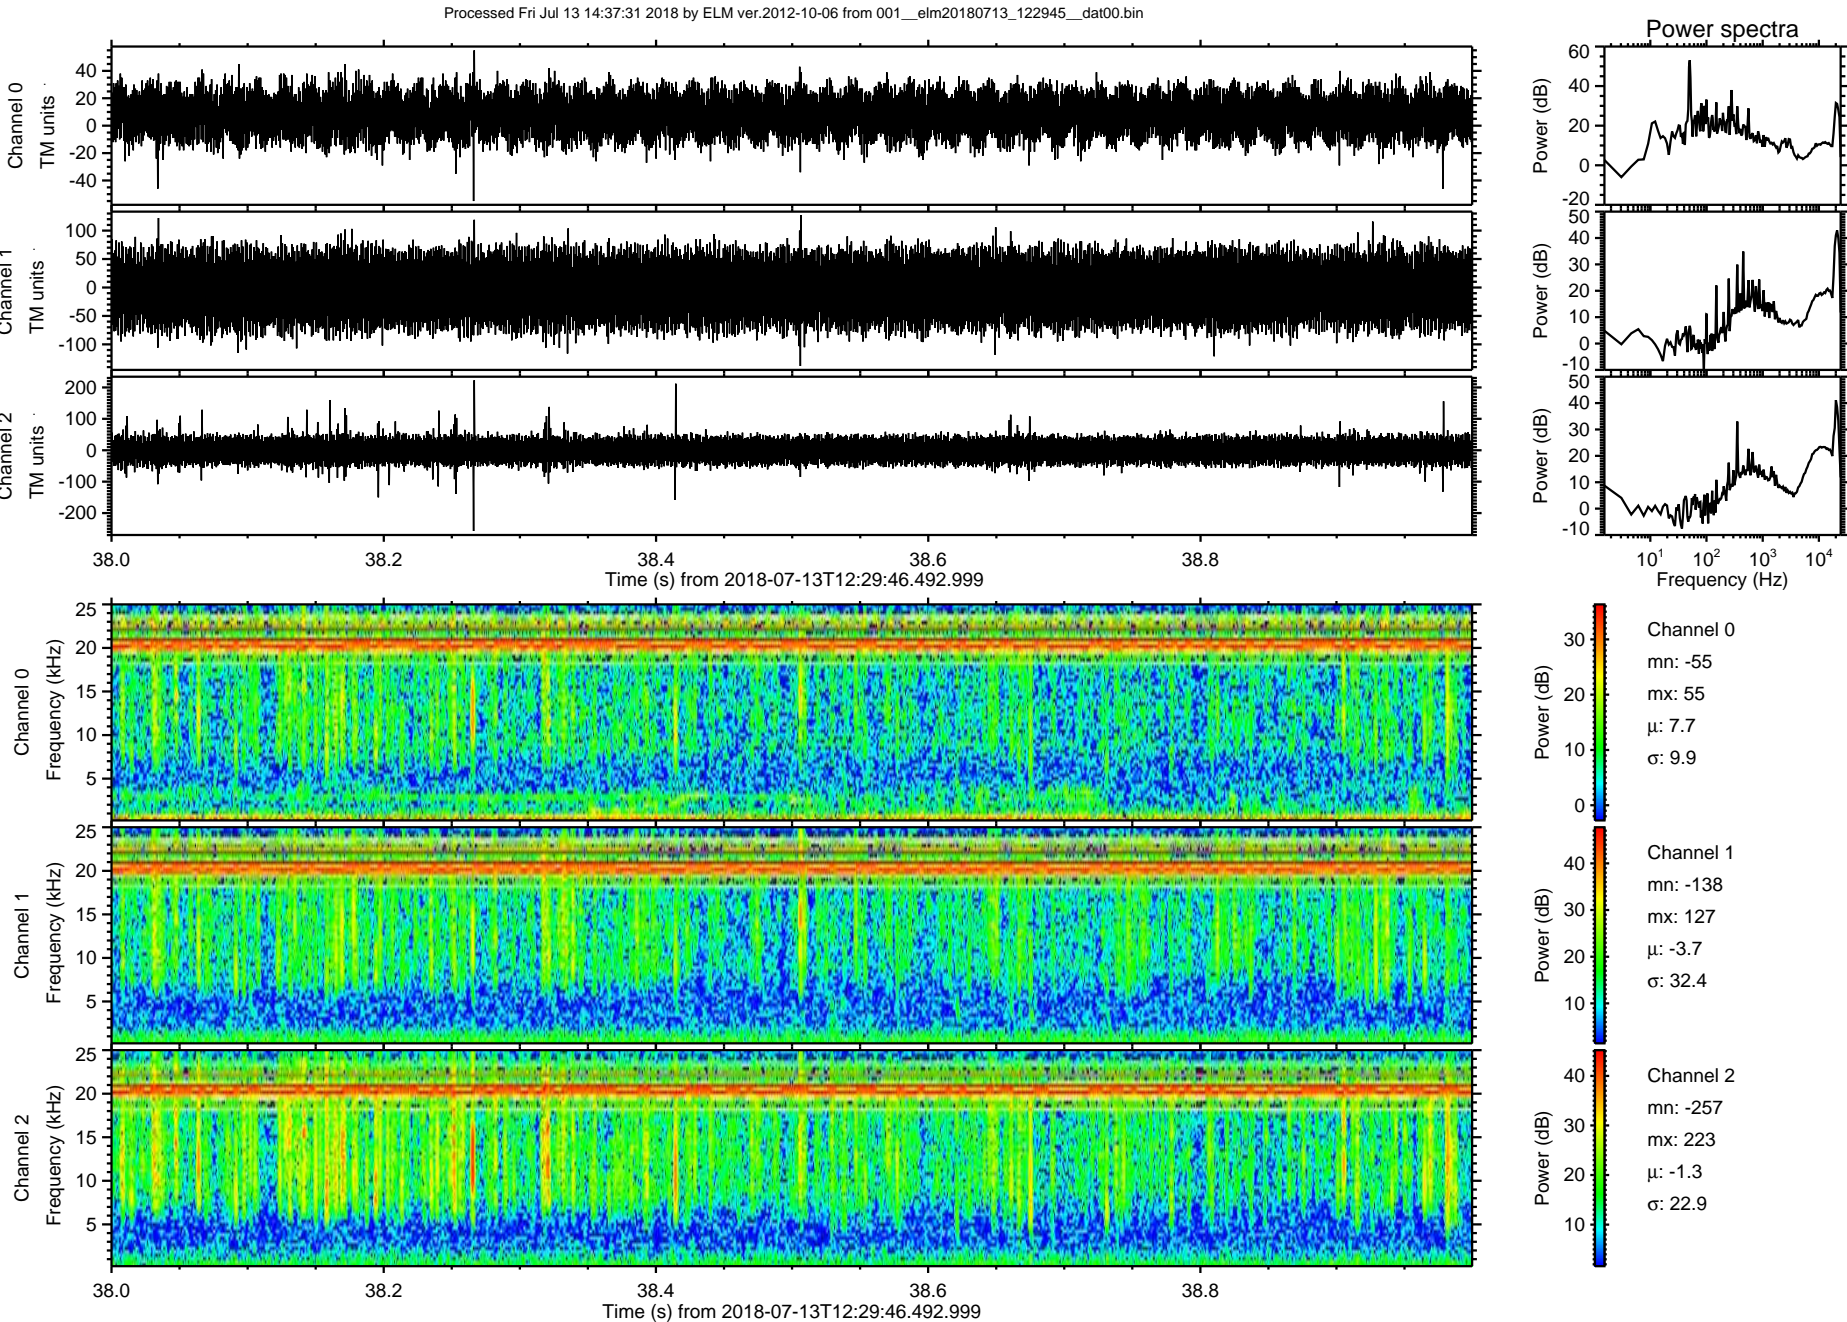 Processed Fri Jul 13 14:37:31 2018 by ELM ver.2012-10-06 from 001__elm20180713_122945__dat00.bin
Power spectra
Channel 0
TM units
40
20
0
-20
-40
Power (dB)
60
40
20
0
-20
Channel 1
TM units
100
50
0
-50
-100
Power (dB)
50
40
30
20
10
0
-10
Channel 2
TM units
200
100
0
-100
-200
Power (dB)
50
40
30
20
10
0
-10
38.0 38.2 38.4 38.6 38.8
Time (s) from 2018-07-13T12:29:46.492.999
10^1 10^2 10^3 10^4
Frequency (Hz)
Channel 0
Frequency (kHz)
25
20
15
10
5
Power (dB)
30
20
10
0
Channel 0
mn: -55
mx: 55
μ: 7.7
σ: 9.9
Channel 1
Frequency (kHz)
25
20
15
10
5
Power (dB)
40
30
20
10
Channel 1
mn: -138
mx: 127
μ: -3.7
σ: 32.4
Channel 2
Frequency (kHz)
25
20
15
10
5
Power (dB)
40
30
20
10
Channel 2
mn: -257
mx: 223
μ: -1.3
σ: 22.9
38.0 38.2 38.4 38.6 38.8
Time (s) from 2018-07-13T12:29:46.492.999